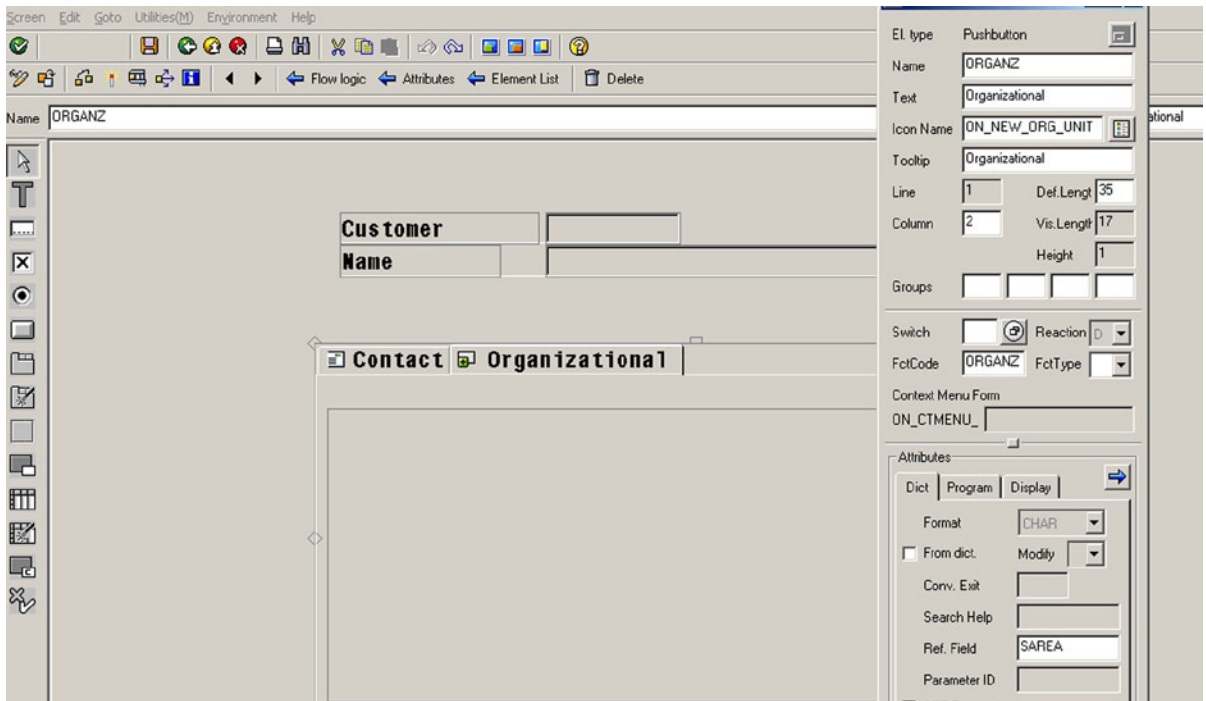 Screen Edit Goto Utilities(M) Environment Help
Flow logic Attributes Element List Delete
Name ORGANZ
ational
Customer
Name
Contact Organizational
El. type Pushbutton
Name ORGANZ
Text Organizational
Icon Name ON_NEW_ORG_UNIT
Tooltip Organizational
Line 1 Def.Lengt 35
Column 2 Vis.Length 17
Height 1
Groups
Switch Reaction D
FctCode ORGANZ FctType
Context Menu Form
ON_CTMENU_
Attributes
Dict Program Display
Format CHAR
From dict. Modify
Conv. Exit
Search Help
Ref. Field SAREA
Parameter ID